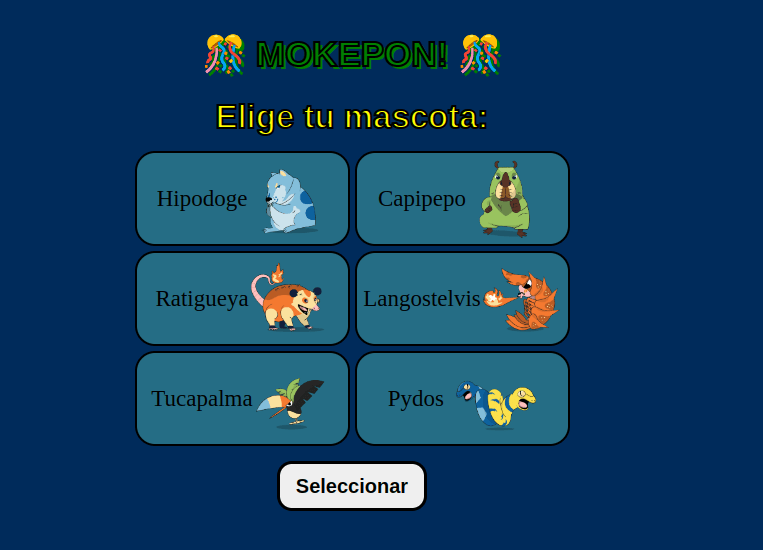 MOKEPON!
Elige tu mascota:
Hipodoge
Capipepo
Ratigueya
Langostelvis
Tucapalma
Pydos
Seleccionar